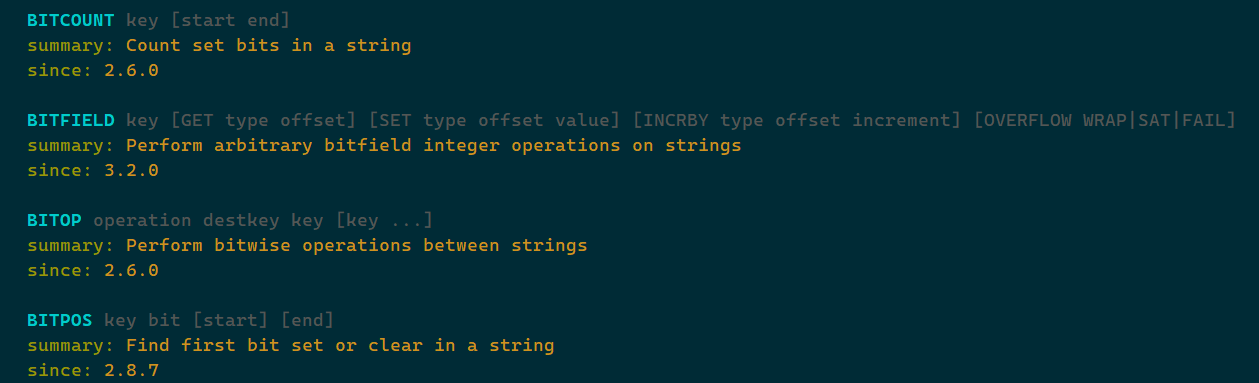 BITCOUNT key [start end]
summary: Count set bits in a string
since: 2.6.0
BITFIELD key [GET type offset] [SET type offset value] [INCRBY type offset increment] [OVERFLOW WRAP|SAT|FAIL]
summary: Perform arbitrary bitfield integer operations on strings
since: 3.2.0
BITOP operation destkey key [key ...]
summary: Perform bitwise operations between strings
since: 2.6.0
BITPOS key bit [start] [end]
summary: Find first bit set or clear in a string
since: 2.8.7